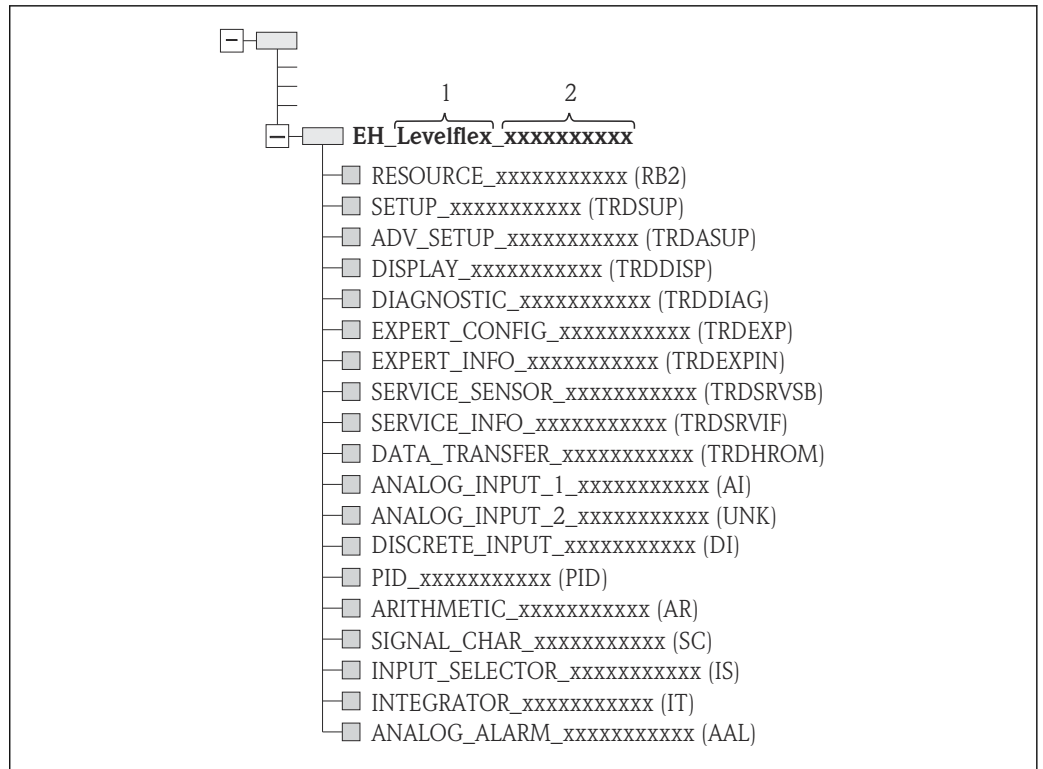 1 2
EH_Levelflex_xxxxxxxxxx
RESOURCE_xxxxxxxxxxx (RB2)
SETUP_xxxxxxxxxxx (TRDSUP)
ADV_SETUP_xxxxxxxxxxx (TRDASUP)
DISPLAY_xxxxxxxxxxx (TRDDISP)
DIAGNOSTIC_xxxxxxxxxxx (TRDDIAG)
EXPERT_CONFIG_xxxxxxxxxxx (TRDEXP)
EXPERT_INFO_xxxxxxxxxxx (TRDEXPIN)
SERVICE_SENSOR_xxxxxxxxxxx (TRDSRVSB)
SERVICE_INFO_xxxxxxxxxxx (TRDSRVIF)
DATA_TRANSFER_xxxxxxxxxxx (TRDHROM)
ANALOG_INPUT_1_xxxxxxxxxxx (AI)
ANALOG_INPUT_2_xxxxxxxxxxx (UNK)
DISCRETE_INPUT_xxxxxxxxxxx (DI)
PID_xxxxxxxxxxx (PID)
ARITHMETIC_xxxxxxxxxxx (AR)
SIGNAL_CHAR_xxxxxxxxxxx (SC)
INPUT_SELECTOR_xxxxxxxxxxx (IS)
INTEGRATOR_xxxxxxxxxxx (IT)
ANALOG_ALARM_xxxxxxxxxxx (AAL)